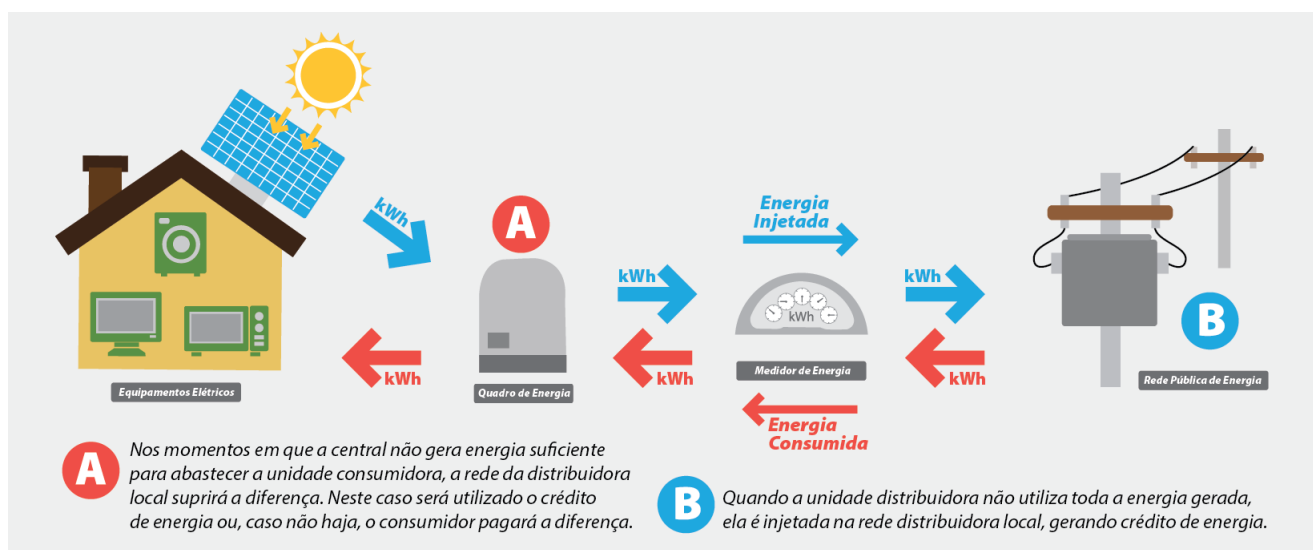 kWh
A
Energia
Injetada
kWh
kWh
kWh
B
kWh
kWh
kWh
Equipamentos Elétricos
Quadro de Energia
Medidor de Energia
Rede Pública de Energia
Energia
Consumida
A
Nos momentos em que a central não gera energia suficiente
para abastecer a unidade consumidora, a rede da distribuidora
local suprirá a diferença. Neste caso será utilizado o crédito
de energia ou, caso não haja, o consumidor pagará a diferença.
B
Quando a unidade distribuidora não utiliza toda a energia gerada,
ela é injetada na rede distribuidora local, gerando crédito de energia.